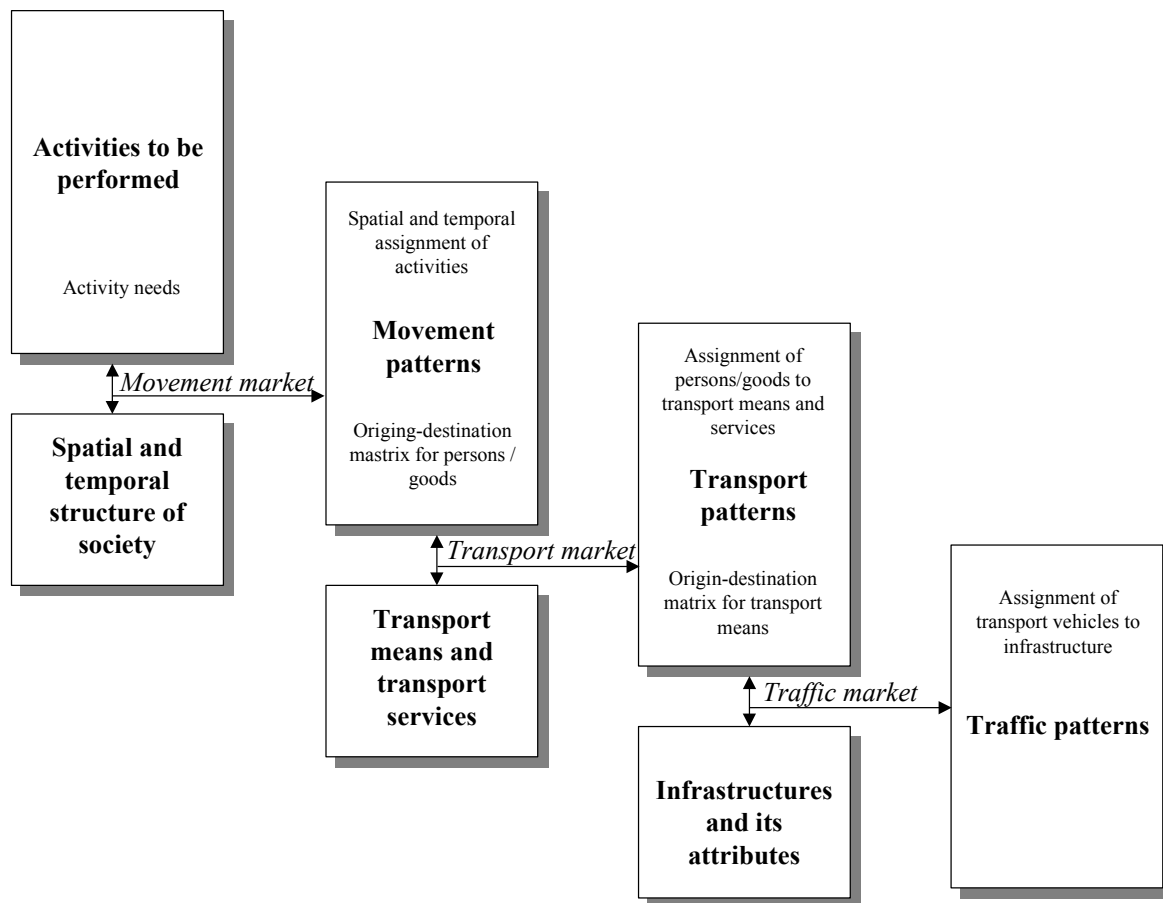 Activities to be
performed
Activity needs
Movement market
Spatial and
temporal
structure of
society
Spatial and temporal
assignment of
activities
Movement
patterns
Origing-destination
mastrix for persons /
goods
Transport market
Transport
means and
transport
services
Assignment of
persons/goods to
transport means and
services
Transport
patterns
Origin-destination
matrix for transport
means
Traffic market
Infrastructures
and its
attributes
Assignment of
transport vehicles to
infrastructure
Traffic patterns